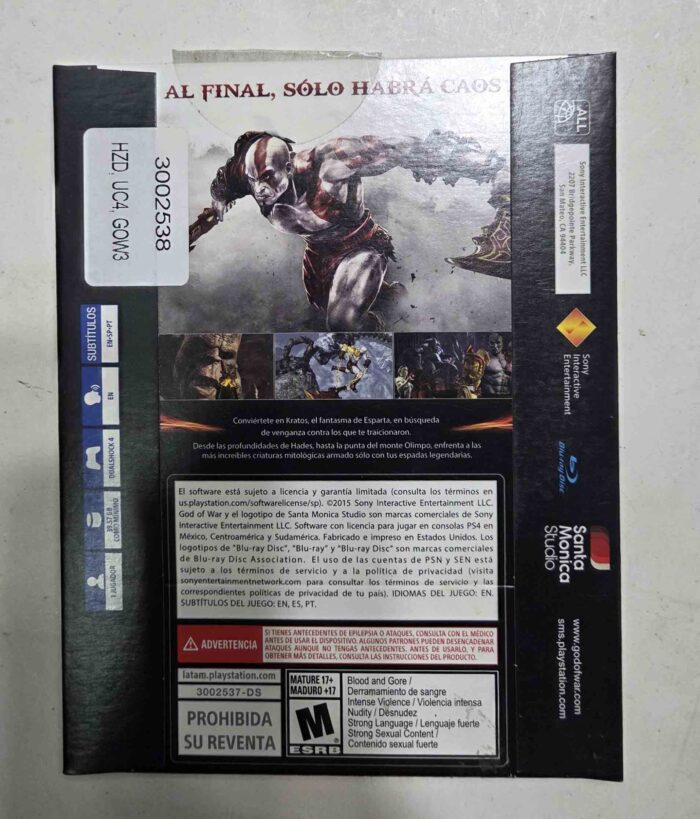 AL FINAL, SÓLO HABRÁ CAOS
3002538
HZD, UC4, GOW3
SUBTÍTULOS
EN-SP-PT
EN
DUALSHOCK 4
39.57 GB
COMO MÍNIMO
1 JUGADOR
Conviértete en Kratos, el fantasma de Esparta, en búsqueda
de venganza contra los que te traicionaron.
Desde las profundidades de Hades, hasta la punta del monte Olimpo, enfrenta a las
más increíbles criaturas mitológicas armado sólo con tus espadas legendarias.
El software está sujeto a licencia y garantía limitada (consulta los términos en
us.playstation.com/softwarelicense/sp). ©2015 Sony Interactive Entertainment LLC.
God of War y el logotipo de Santa Monica Studio son marcas comerciales de Sony
Interactive Entertainment LLC. Software con licencia para jugar en consolas PS4 en
México, Centroamérica y Sudamérica. Fabricado e impreso en Estados Unidos. Los
logotipos de "Blu-ray Disc", "Blu-ray" y "Blu-ray Disc" son marcas comerciales
de Blu-ray Disc Association. El uso de las cuentas de PSN y SEN está
sujeto a los términos de servicio y a la política de privacidad (visita
sonyentertainmentnetwork.com para consultar los términos de servicio y las
correspondientes políticas de privacidad de tu país). IDIOMAS DEL JUEGO: EN.
SUBTÍTULOS DEL JUEGO: EN, ES, PT.
ADVERTENCIA
SI TIENES ANTECEDENTES DE EPILEPSIA O ATAQUES, CONSULTA CON EL MÉDICO
ANTES DE USAR EL DISPOSITIVO. ALGUNOS PATRONES PUEDEN DESENCADENAR
ATAQUES AUNQUE NO TENGAS ANTECEDENTES. ANTES DE USARLO, Y PARA
OBTENER MÁS DETALLES, CONSULTA LAS INSTRUCCIONES DEL PRODUCTO.
latam.playstation.com
3002537-DS
PROHIBIDA
SU REVENTA
MATURE 17+
MADURO +17
M
ESRB
Blood and Gore /
Derramamiento de sangre
Intense Violence / Violencia intensa
Nudity / Desnudez
Strong Language / Lenguaje fuerte
Strong Sexual Content /
Contenido sexual fuerte
ALL
Sony Interactive Entertainment LLC
2207 Bridgepointe Parkway,
San Mateo, CA 94404
Sony
Interactive
Entertainment
Blu-ray Disc
Santa
Monica
Studio
www.godofwar.com
sms.playstation.com